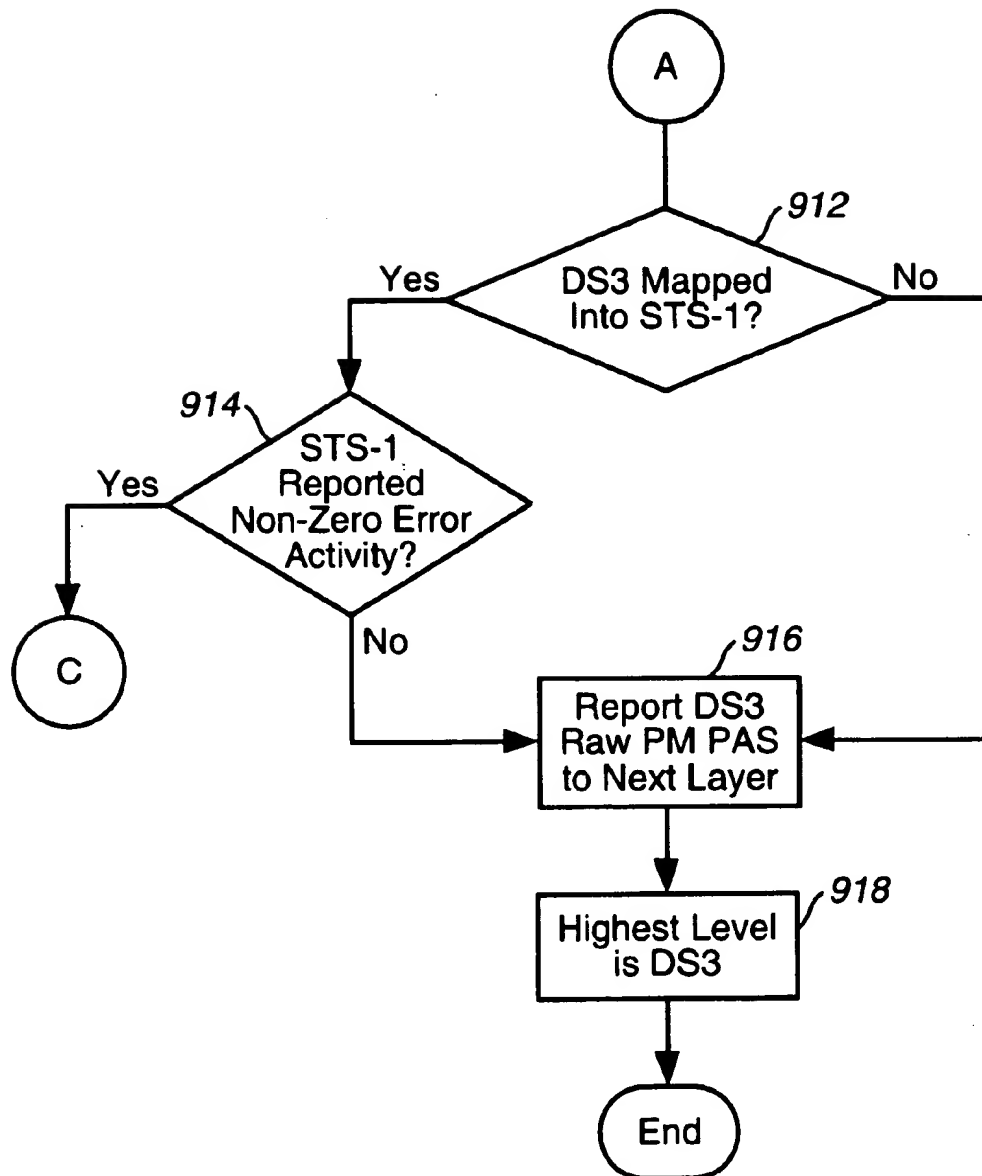 A
912
DS3 Mapped
Into STS-1?
Yes
No
914
STS-1
Reported
Non-Zero Error
Activity?
Yes
No
C
916
Report DS3
Raw PM PAS
to Next Layer
918
Highest Level
is DS3
End